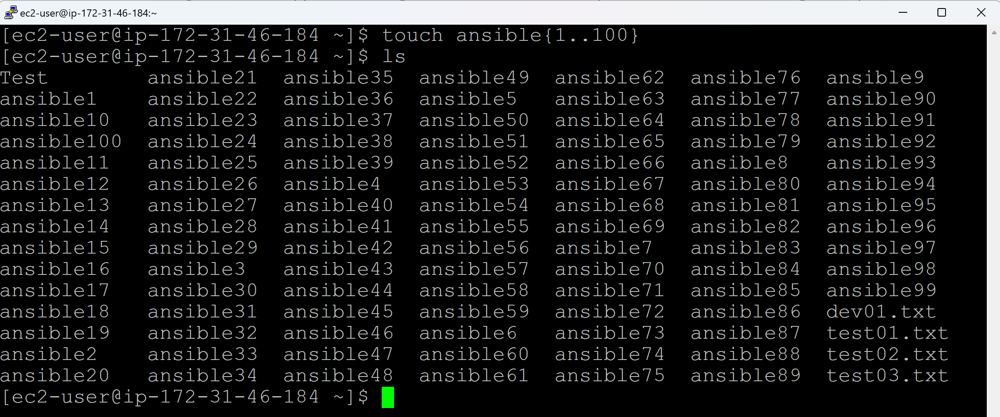 ec2-user@ip-172-31-46-184:~
[ec2-user@ip-172-31-46-184 ~]$ touch ansible{1..100}
[ec2-user@ip-172-31-46-184 ~]$ ls
Test        ansible21  ansible35  ansible49  ansible62  ansible76  ansible9
ansible1    ansible22  ansible36  ansible5   ansible63  ansible77  ansible90
ansible10   ansible23  ansible37  ansible50  ansible64  ansible78  ansible91
ansible100  ansible24  ansible38  ansible51  ansible65  ansible79  ansible92
ansible11   ansible25  ansible39  ansible52  ansible66  ansible8   ansible93
ansible12   ansible26  ansible4   ansible53  ansible67  ansible80  ansible94
ansible13   ansible27  ansible40  ansible54  ansible68  ansible81  ansible95
ansible14   ansible28  ansible41  ansible55  ansible69  ansible82  ansible96
ansible15   ansible29  ansible42  ansible56  ansible7   ansible83  ansible97
ansible16   ansible3   ansible43  ansible57  ansible70  ansible84  ansible98
ansible17   ansible30  ansible44  ansible58  ansible71  ansible85  ansible99
ansible18   ansible31  ansible45  ansible59  ansible72  ansible86  dev01.txt
ansible19   ansible32  ansible46  ansible6   ansible73  ansible87  test01.txt
ansible2    ansible33  ansible47  ansible60  ansible74  ansible88  test02.txt
ansible20   ansible34  ansible48  ansible61  ansible75  ansible89  test03.txt
[ec2-user@ip-172-31-46-184 ~]$